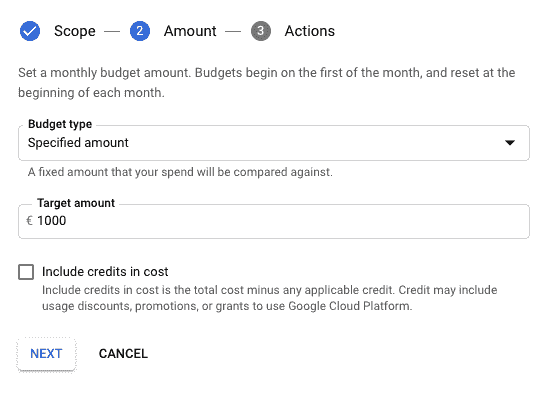 Scope — 2 Amount — 3 Actions
Set a monthly budget amount. Budgets begin on the first of the month, and reset at the
beginning of each month.
Budget type
Specified amount
A fixed amount that your spend will be compared against.
Target amount
€ 1000
Include credits in cost
Include credits in cost is the total cost minus any applicable credit. Credit may include
usage discounts, promotions, or grants to use Google Cloud Platform.
NEXT CANCEL